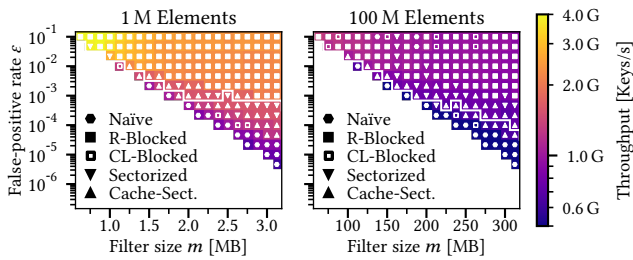 1 M Elements
100 M Elements
False-positive rate ε
10⁻¹
10⁻²
10⁻³
10⁻⁴
10⁻⁵
10⁻⁶
Naïve
R-Blocked
CL-Blocked
Sectorized
Cache-Sect.
1.0
1.5
2.0
2.5
3.0
Filter size m [MB]
Naïve
R-Blocked
CL-Blocked
Sectorized
Cache-Sect.
100
150
200
250
300
Filter size m [MB]
4.0 G
3.0 G
2.0 G
1.0 G
0.6 G
Throughput [Keys/s]